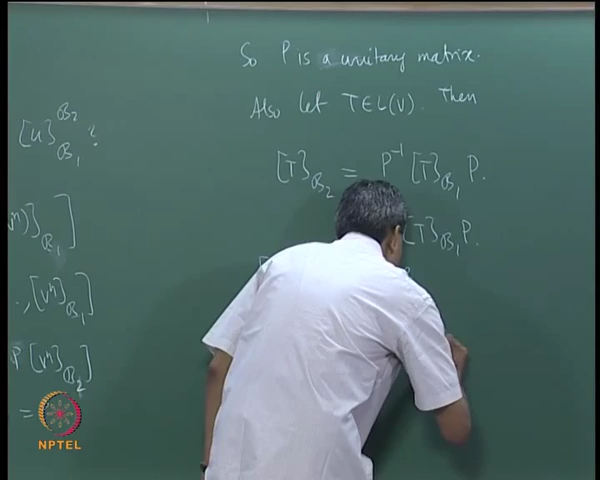 [u]_{B_1}^{B_2} ?
)]_{B_1} ]
., [v^n]_{B_1} ]
P [v^n]_{B_2} ]
=
So P is a unitary matrix.
Also let T∈L(V). Then
[T]_{B_2} = P^{-1} [T]_{B_1} P.
[T]_{B_1} P.
NPTEL